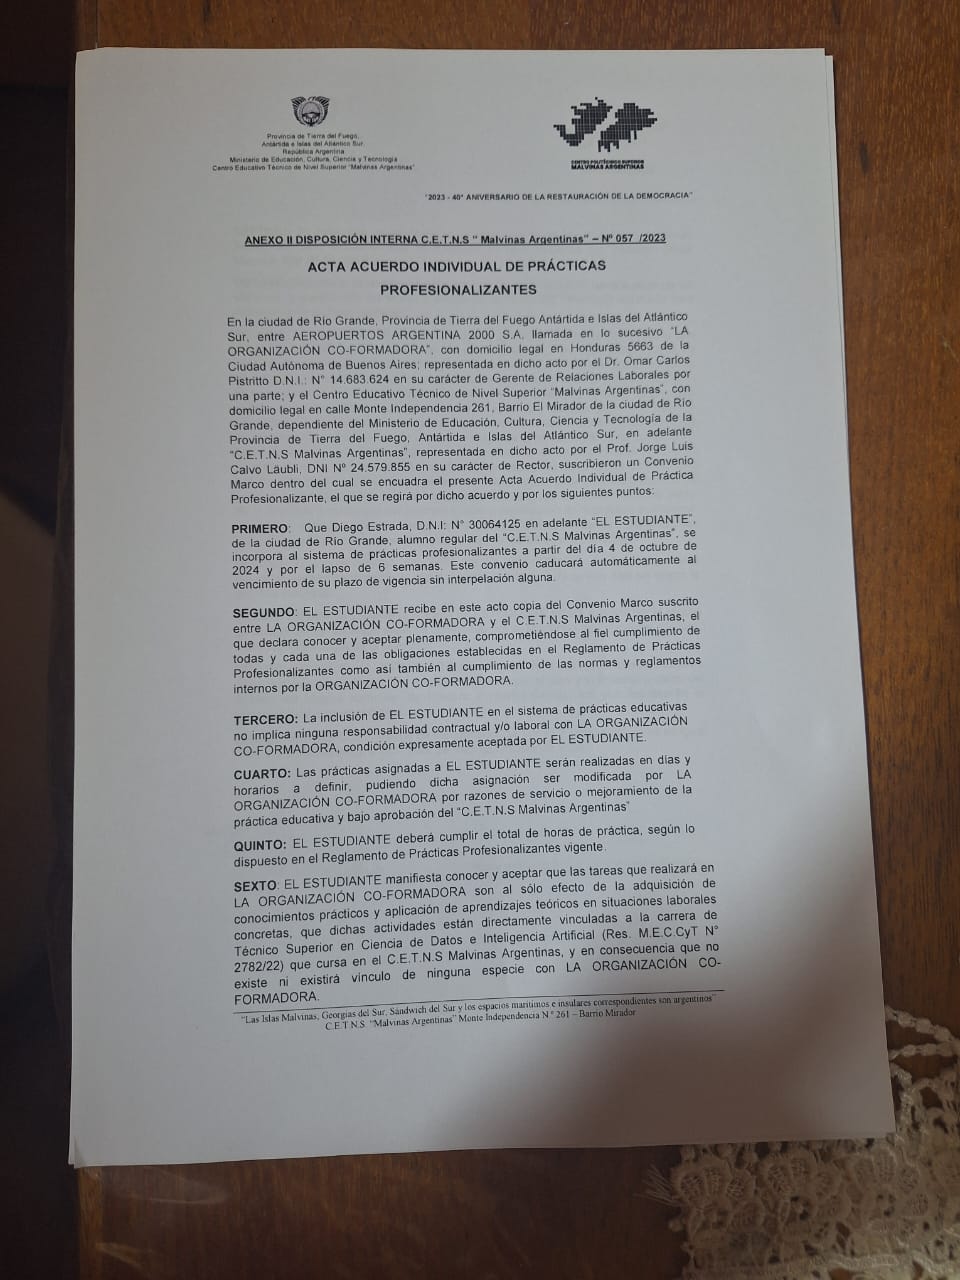 Provincia de Tierra del Fuego,
Antártida e Islas del Atlántico Sur
República Argentina
Ministerio de Educación, Cultura, Ciencia y Tecnología
Centro Educativo Técnico de Nivel Superior "Malvinas Argentinas"
CENTRO POLITÉCNICO SUPERIOR
MALVINAS ARGENTINAS
"2023 - 40° ANIVERSARIO DE LA RESTAURACIÓN DE LA DEMOCRACIA"
ANEXO II DISPOSICIÓN INTERNA C.E.T.N.S " Malvinas Argentinas" – Nº 057 /2023
ACTA ACUERDO INDIVIDUAL DE PRÁCTICAS
PROFESIONALIZANTES
En la ciudad de Río Grande, Provincia de Tierra del Fuego Antártida e Islas del Atlántico
Sur, entre AEROPUERTOS ARGENTINA 2000 S.A, llamada en lo sucesivo "LA
ORGANIZACIÓN CO-FORMADORA", con domicilio legal en Honduras 5663 de la
Ciudad Autónoma de Buenos Aires; representada en dicho acto por el Dr. Omar Carlos
Pistritto D.N.I.: N° 14.683.624 en su carácter de Gerente de Relaciones Laborales por
una parte; y el Centro Educativo Técnico de Nivel Superior "Malvinas Argentinas", con
domicilio legal en calle Monte Independencia 261, Barrio El Mirador de la ciudad de Río
Grande, dependiente del Ministerio de Educación, Cultura, Ciencia y Tecnología de la
Provincia de Tierra del Fuego, Antártida e Islas del Atlántico Sur, en adelante
"C.E.T.N.S Malvinas Argentinas", representada en dicho acto por el Prof. Jorge Luis
Calvo Läubli, DNI Nº 24.579.855 en su carácter de Rector, suscribieron un Convenio
Marco dentro del cual se encuadra el presente Acta Acuerdo Individual de Práctica
Profesionalizante, el que se regirá por dicho acuerdo y por los siguientes puntos:
PRIMERO: Que Diego Estrada, D.N.I: N° 30064125 en adelante "EL ESTUDIANTE",
de la ciudad de Río Grande, alumno regular del "C.E.T.N.S Malvinas Argentinas", se
incorpora al sistema de prácticas profesionalizantes a partir del día 4 de octubre de
2024 y por el lapso de 6 semanas. Este convenio caducará automáticamente al
vencimiento de su plazo de vigencia sin interpelación alguna.
SEGUNDO: EL ESTUDIANTE recibe en este acto copia del Convenio Marco suscrito
entre LA ORGANIZACIÓN CO-FORMADORA y el C.E.T.N.S Malvinas Argentinas, el
que declara conocer y aceptar plenamente, comprometiéndose al fiel cumplimiento de
todas y cada una de las obligaciones establecidas en el Reglamento de Prácticas
Profesionalizantes como así también al cumplimiento de las normas y reglamentos
internos por la ORGANIZACIÓN CO-FORMADORA.
TERCERO: La inclusión de EL ESTUDIANTE en el sistema de prácticas educativas
no implica ninguna responsabilidad contractual y/o laboral con LA ORGANIZACIÓN
CO-FORMADORA, condición expresamente aceptada por EL ESTUDIANTE.
CUARTO: Las prácticas asignadas a EL ESTUDIANTE serán realizadas en días y
horarios a definir, pudiendo dicha asignación ser modificada por LA
ORGANIZACIÓN CO-FORMADORA por razones de servicio o mejoramiento de la
práctica educativa y bajo aprobación del "C.E.T.N.S Malvinas Argentinas"
QUINTO: EL ESTUDIANTE deberá cumplir el total de horas de práctica, según lo
dispuesto en el Reglamento de Prácticas Profesionalizantes vigente.
SEXTO: EL ESTUDIANTE manifiesta conocer y aceptar que las tareas que realizará en
LA ORGANIZACIÓN CO-FORMADORA son al sólo efecto de la adquisición de
conocimientos prácticos y aplicación de aprendizajes teóricos en situaciones laborales
concretas, que dichas actividades están directamente vinculadas a la carrera de
Técnico Superior en Ciencia de Datos e Inteligencia Artificial (Res. M.E.C.CyT N°
2782/22) que cursa en el C.E.T.N.S Malvinas Argentinas, y en consecuencia que no
existe ni existirá vínculo de ninguna especie con LA ORGANIZACIÓN CO-
FORMADORA.
"Las Islas Malvinas, Georgias del Sur, Sándwich del Sur y los espacios marítimos e insulares correspondientes son argentinos"
C.E.T.N.S. "Malvinas Argentinas" Monte Independencia N ° 261 – Barrio Mirador